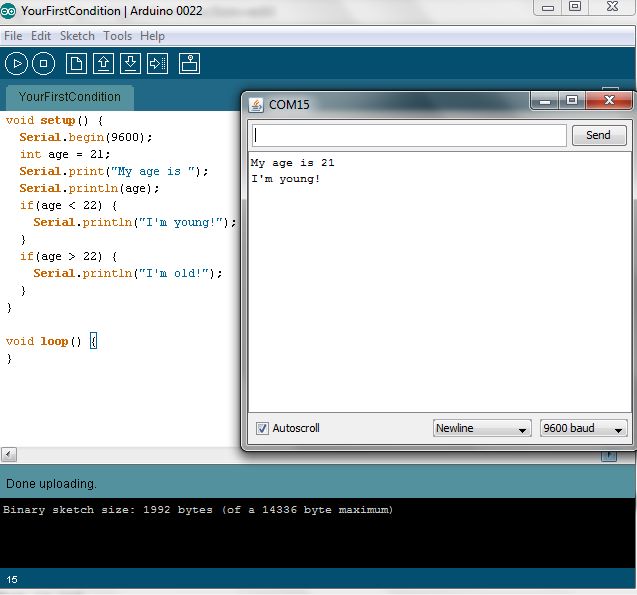 YourFirstCondition | Arduino 0022
File Edit Sketch Tools Help
YourFirstCondition
void setup() {
Serial.begin(9600);
int age = 21;
Serial.print("My age is ");
Serial.println(age);
if(age < 22) {
Serial.println("I'm young!");
}
if(age > 22) {
Serial.println("I'm old!");
}
}
void loop() {
}
COM15
Send
My age is 21
I'm young!
Autoscroll
Newline
9600 baud
Done uploading.
Binary sketch size: 1992 bytes (of a 14336 byte maximum)
15